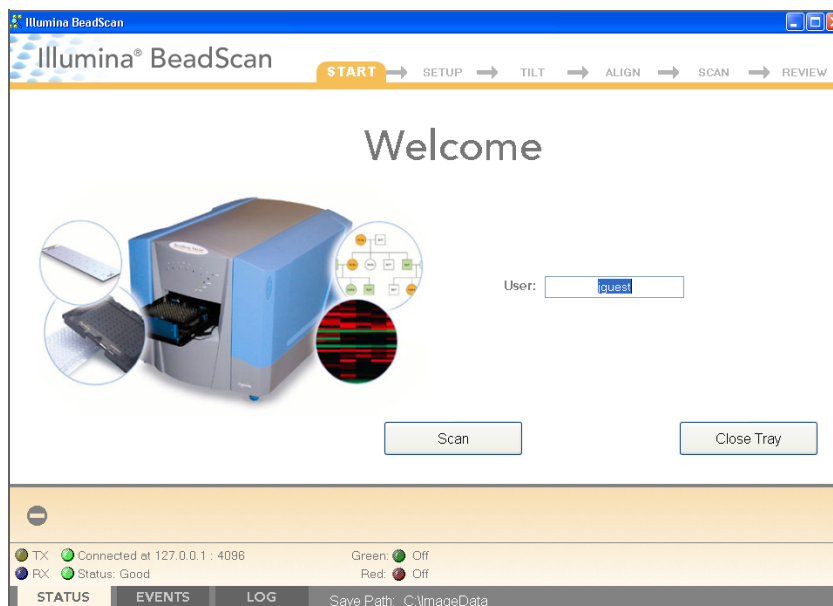 Illumina BeadScan
Illumina® BeadScan
START SETUP TILT ALIGN SCAN REVIEW
Welcome
User: iguest
Scan Close Tray
TX Connected at 127.0.0.1 : 4096 Green: Off
RX Status: Good Red: Off
STATUS EVENTS LOG Save Path: C:\ImageData